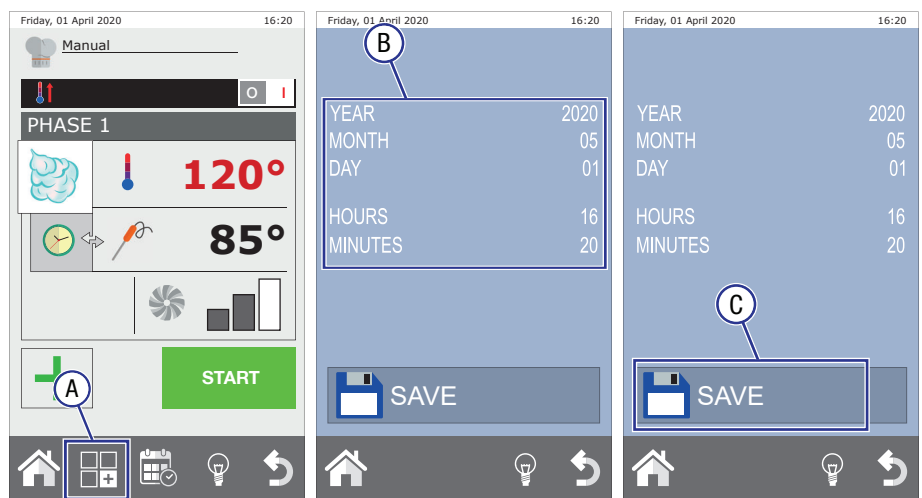 Friday, 01 April 2020 16:20
Manual
O I
PHASE 1
120°
85°
START
A
Friday, 01 April 2020 16:20
B
YEAR 2020
MONTH 05
DAY 01
HOURS 16
MINUTES 20
SAVE
Friday, 01 April 2020 16:20
YEAR 2020
MONTH 05
DAY 01
HOURS 16
MINUTES 20
C
SAVE